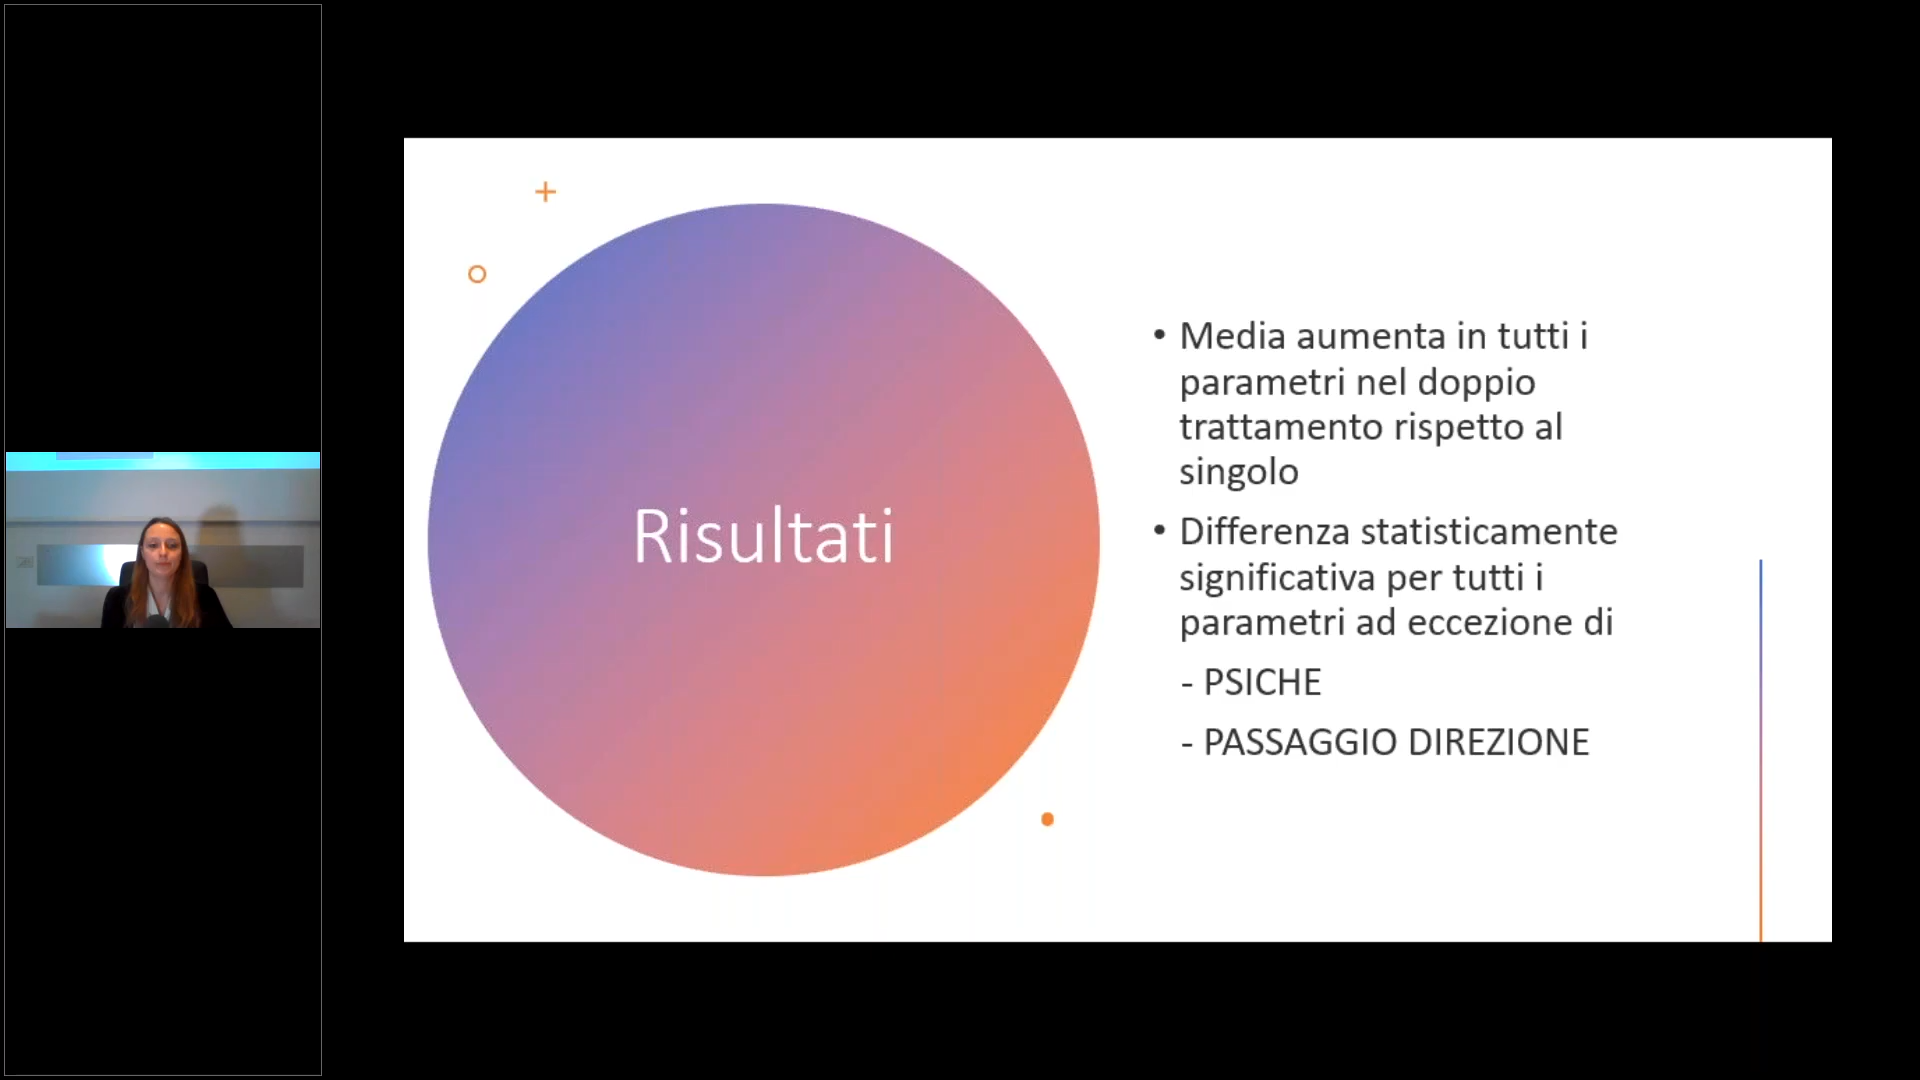 Risultati
• Media aumenta in tutti i
parametri nel doppio
trattamento rispetto al
singolo
• Differenza statisticamente
significativa per tutti i
parametri ad eccezione di
- PSICHE
- PASSAGGIO DIREZIONE